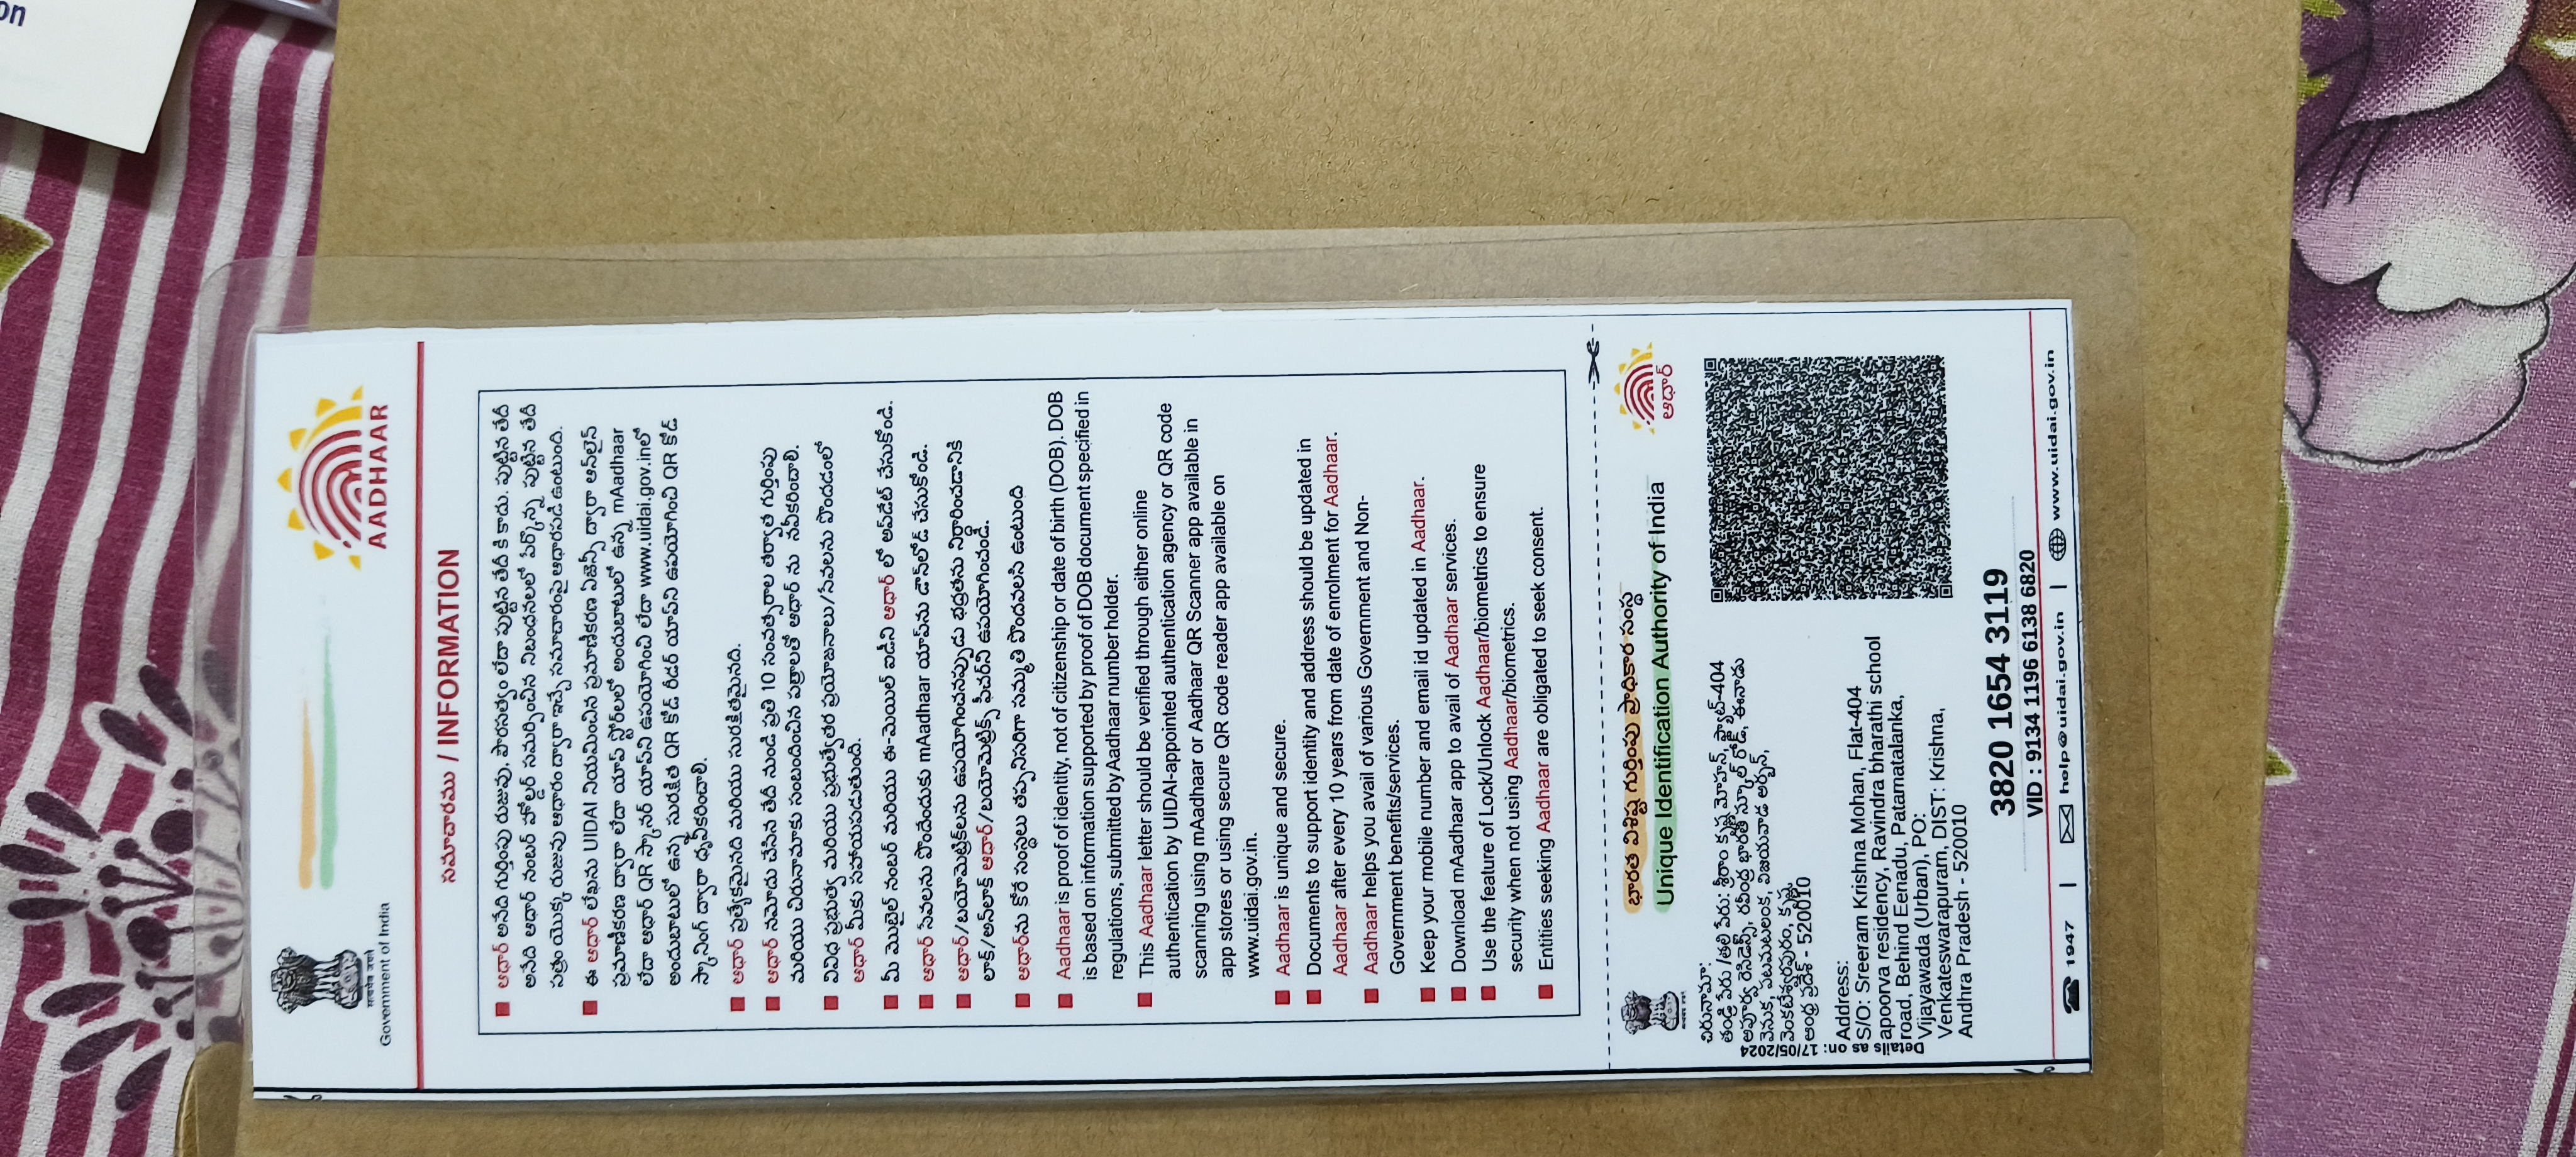 on
सत्यमेव जयते
Government of India
AADHAAR
సమాచారము / INFORMATION
ఆధార్ అనేది గుర్తింపు రుజువు, పౌరసత్వం లేదా పుట్టిన తేదీ కి కాదు. పుట్టిన తేదీ
అనేది ఆధార్ నంబర్ హోల్డర్ సమర్పించిన నిబంధనలలో పేర్కొన్న పుట్టిన తేదీ
సత్యం యొక్క రుజువు ఆధారం ద్వారా ఇచ్చే సమాచారంపై ఆధారపడి ఉంటుంది.
ఈ ఆధార్ లేఖను UIDAI నియమించిన ప్రమాణీకరణ ఏజెన్సీ ద్వారా ఆన్‌లైన్
ప్రమాణీకరణ ద్వారా లేదా యాప్ స్టోర్‌లలో అందుబాటులో ఉన్న mAadhaar
లేదా ఆధార్ QR స్కానర్ యాప్‌ని ఉపయోగించి లేదా www.uidai.gov.inలో
అందుబాటులో ఉన్న సురక్షిత QR కోడ్ రీడర్ యాప్‌ని ఉపయోగించి QR కోడ్
స్కానింగ్ ద్వారా ధృవీకరించాలి.
ఆధార్ ప్రత్యేకమైనది మరియు సురక్షితమైనది.
ఆధార్ నమోదు చేసిన తేదీ నుండి ప్రతి 10 సంవత్సరాల తర్వాత గుర్తింపు
మరియు చిరునామాకు సంబంధించిన పత్రాలతో ఆధార్ ను నవీకరించాలి.
వివిధ ప్రభుత్వ మరియు ప్రభుత్వేతర ప్రయోజనాలు/సేవలను పొందడంలో
ఆధార్ మీకు సహాయపడుతుంది.
మీ మొబైల్ నంబర్ మరియు ఈ-మెయిల్ ఐడిని ఆధార్ లో అప్‌డేట్ చేసుకోండి.
ఆధార్ సేవలను పొందేందుకు mAadhaar యాప్‌ను డౌన్‌లోడ్ చేసుకోండి.
ఆధార్/బయోమెట్రిక్‌లను ఉపయోగించనప్పుడు భద్రతను నిర్ధారించడానికి
లాక్/అన్‌లాక్ ఆధార్/బయోమెట్రిక్స్ ఫీచర్‌ని ఉపయోగించండి.
ఆధార్‌ను కోరే సంస్థలు తప్పనిసరిగా సమ్మతి పొందవలసి ఉంటుంది
Aadhaar is proof of identity, not of citizenship or date of birth (DOB). DOB
is based on information supported by proof of DOB document specified in
regulations, submitted by Aadhaar number holder.
This Aadhaar letter should be verified through either online
authentication by UIDAI-appointed authentication agency or QR code
scanning using mAadhaar or Aadhaar QR Scanner app available in
app stores or using secure QR code reader app available on
www.uidai.gov.in.
Aadhaar is unique and secure.
Documents to support identity and address should be updated in
Aadhaar after every 10 years from date of enrolment for Aadhaar.
Aadhaar helps you avail of various Government and Non-
Government benefits/services.
Keep your mobile number and email id updated in Aadhaar.
Download mAadhaar app to avail of Aadhaar services.
Use the feature of Lock/Unlock Aadhaar/biometrics to ensure
security when not using Aadhaar/biometrics.
Entities seeking Aadhaar are obligated to seek consent.
భారత విశిష్ట గుర్తింపు ప్రాధికార సంస్థ
Unique Identification Authority of India
ఆధార్
చిరునామా:
తండ్రి పేరు /తల్లి పేరు: శ్రీరాం కృష్ణ మోహన్, ఫ్లాట్-404
అపూర్వ రెసిడెన్సీ, రవీంద్ర భారతి స్కూల్ రోడ్, ఈనాడు
వెనుక, పటమటలంక, విజయవాడ అర్బన్,
వెంకటేశ్వరపురం, కృష్ణ,
ఆంధ్ర ప్రదేశ్ - 520010
Address:
S/O: Sreeram Krishna Mohan, Flat-404
apoorva residency, Ravindra bharathi school
road, Behind Eenadu, Patamatalanka,
Vijayawada (Urban), PO:
Venkateswarapuram, DIST: Krishna,
Andhra Pradesh - 520010
Details as on: 17/05/2024
3820 1654 3119
VID : 9134 1196 6138 6820
1947 | help@uidai.gov.in | www.uidai.gov.in